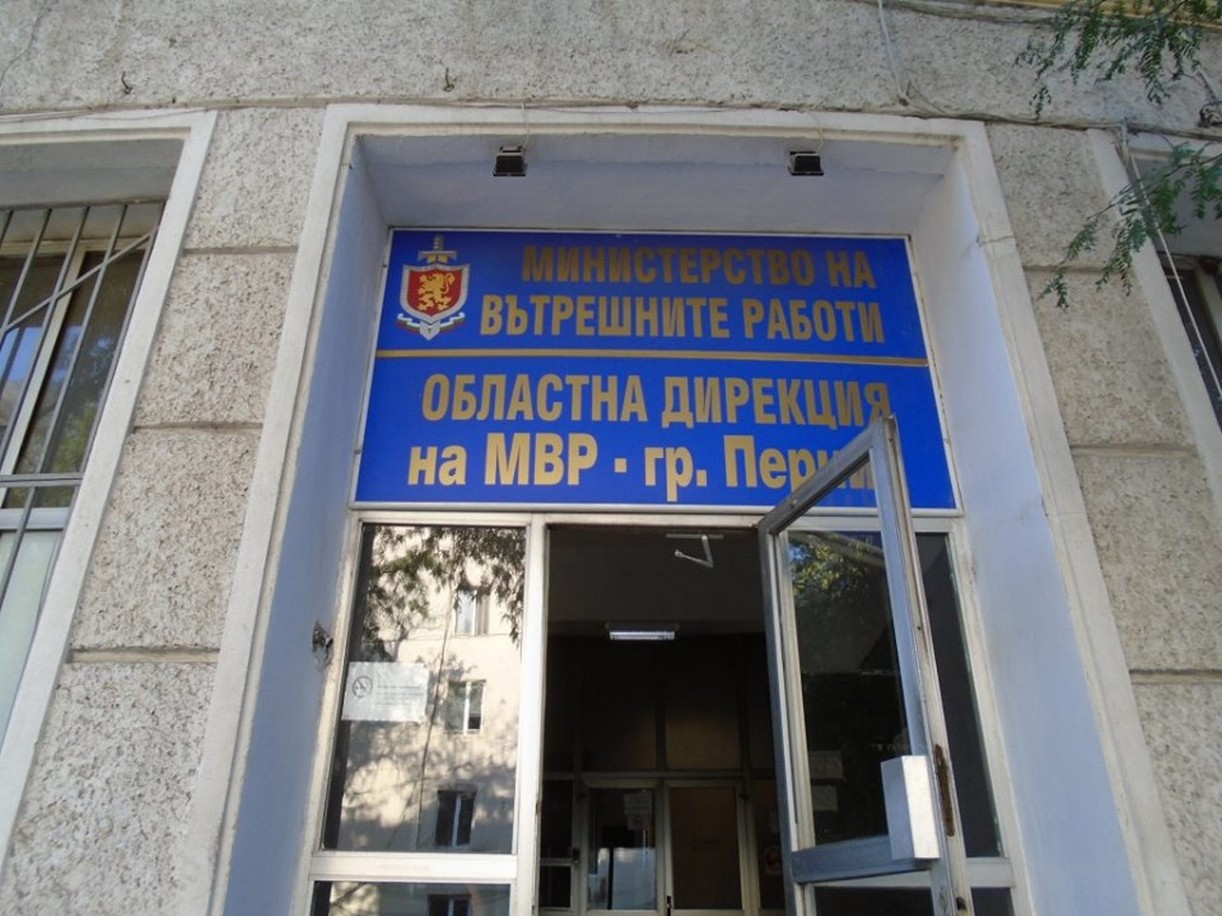 МИНИСТЕРСТВО НА
ВЪТРЕШНИТЕ РАБОТИ
ОБЛАСТНА ДИРЕКЦИЯ
на МВР - гр.